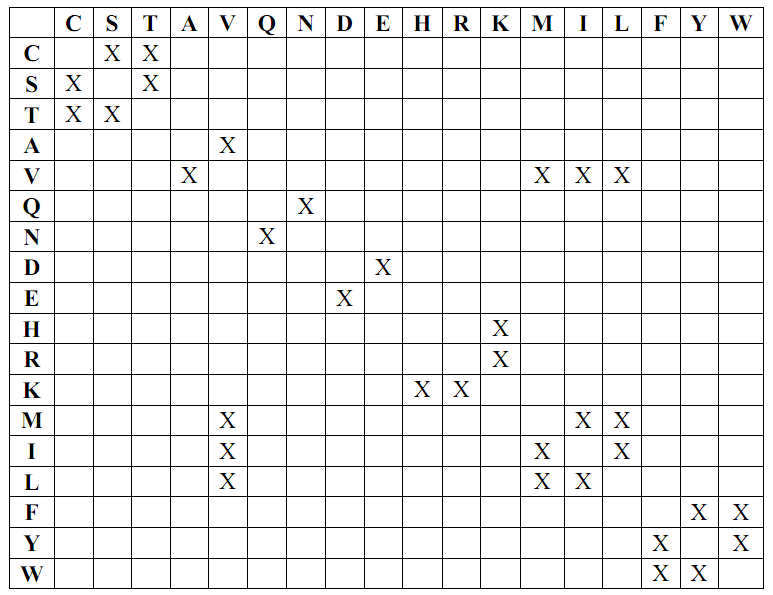 C S T A V Q N D E H R K M I L F Y W
C X X
S X X
T X X
A X
V X X X X
Q X
N X
D X
E X
H X
R X
K X X
M X X X
I X X X
L X X X
F X X
Y X X
W X X